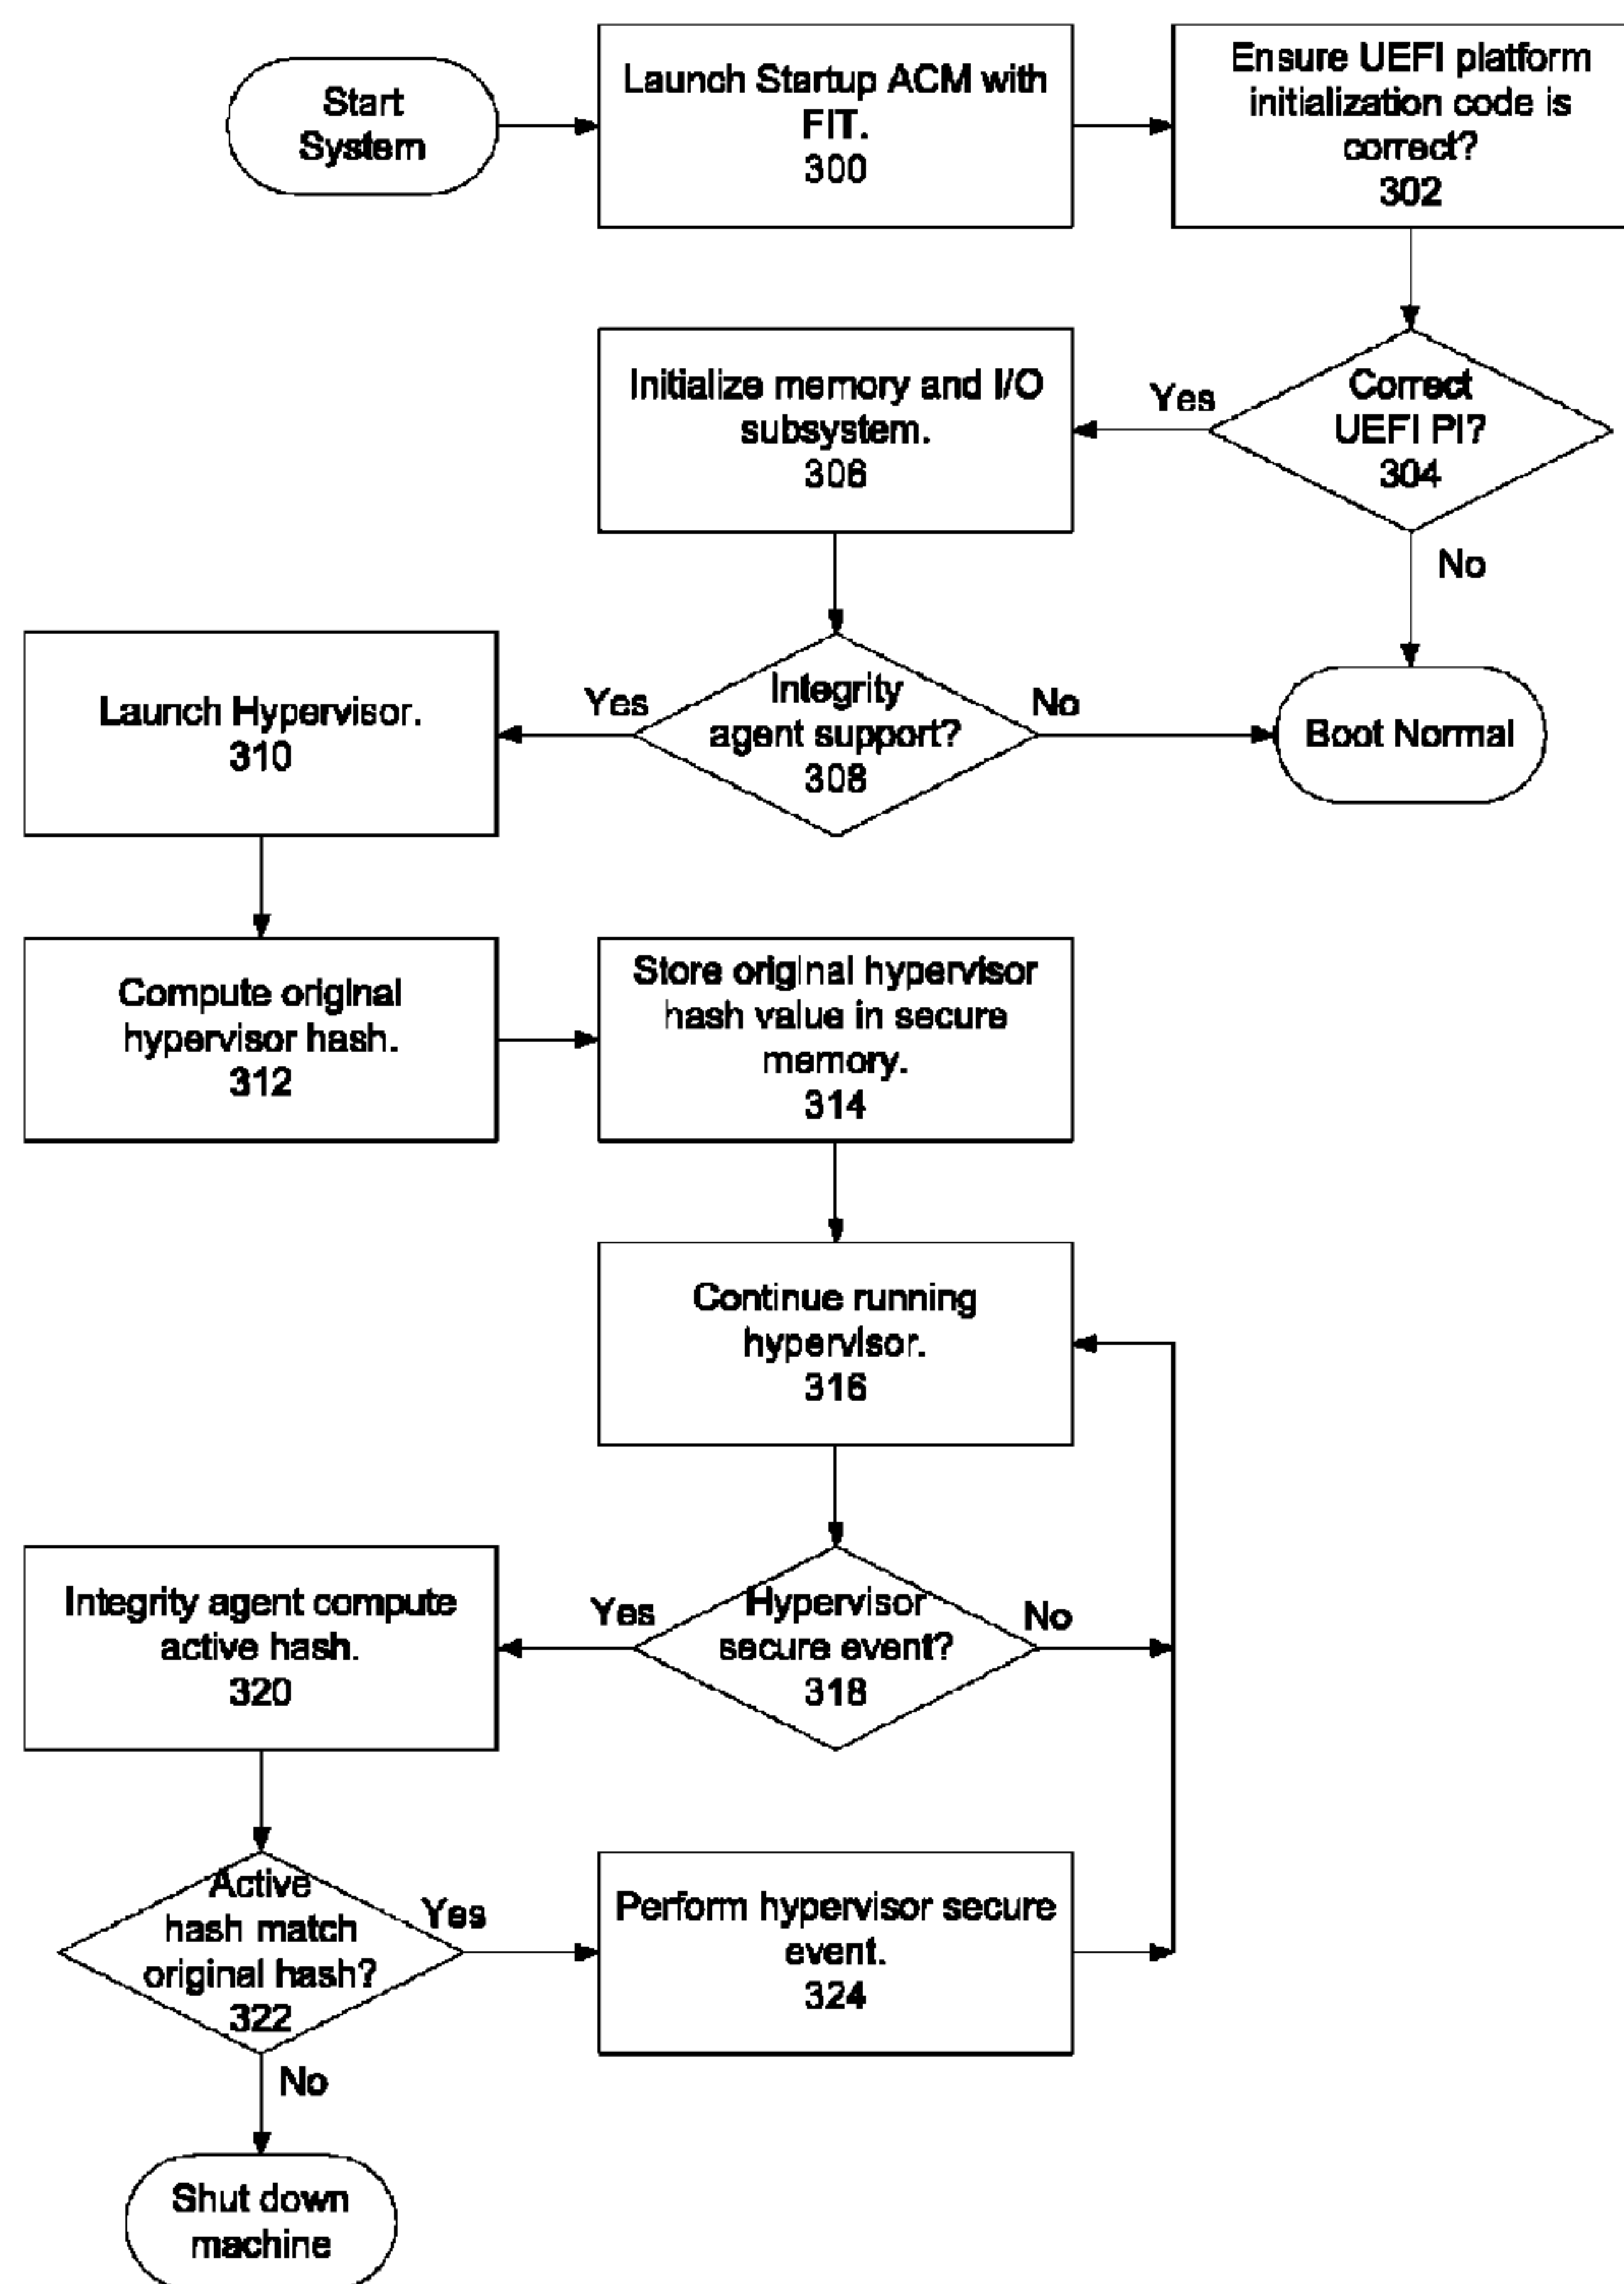 Start
System
Launch Startup ACM with
FIT.
300
Ensure UEFI platform
initialization code is
correct?
302
Initialize memory and I/O
subsystem.
306
Yes
Correct
UEFI PI?
304
No
Launch Hypervisor.
310
Yes
Integrity
agent support?
308
No
Boot Normal
Compute original
hypervisor hash.
312
Store original hypervisor
hash value in secure
memory.
314
Continue running
hypervisor.
316
Integrity agent compute
active hash.
320
Yes
Hypervisor
secure event?
318
No
Active
hash match
original hash?
322
Yes
Perform hypervisor secure
event.
324
No
Shut down
machine